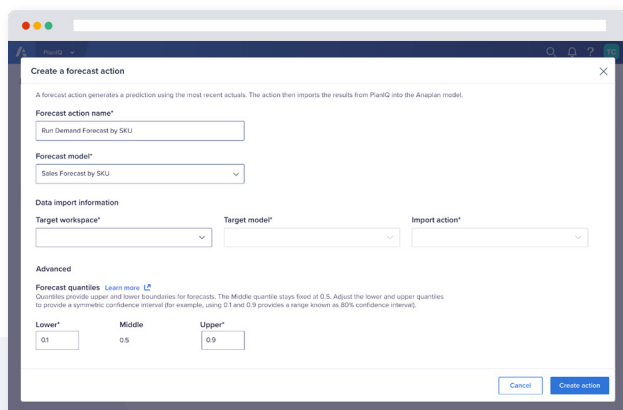 PlanIQ
TC
Create a forecast action
A forecast action generates a prediction using the most recent actuals. The action then imports the results from PlanIQ into the Anaplan model.
Forecast action name*
Run Demand Forecast by SKU
Forecast model*
Sales Forecast by SKU
Data import information
Target workspace* Target model* Import action*
Advanced
Forecast quantiles Learn more
Quantiles provide upper and lower boundaries for forecasts. The Middle quantile stays fixed at 0.5. Adjust the lower and upper quantiles
to provide a symmetric confidence interval (for example, using 0.1 and 0.9 provides a range known as 80% confidence interval).
Lower* Middle Upper*
0.1 0.5 0.9
Cancel Create action